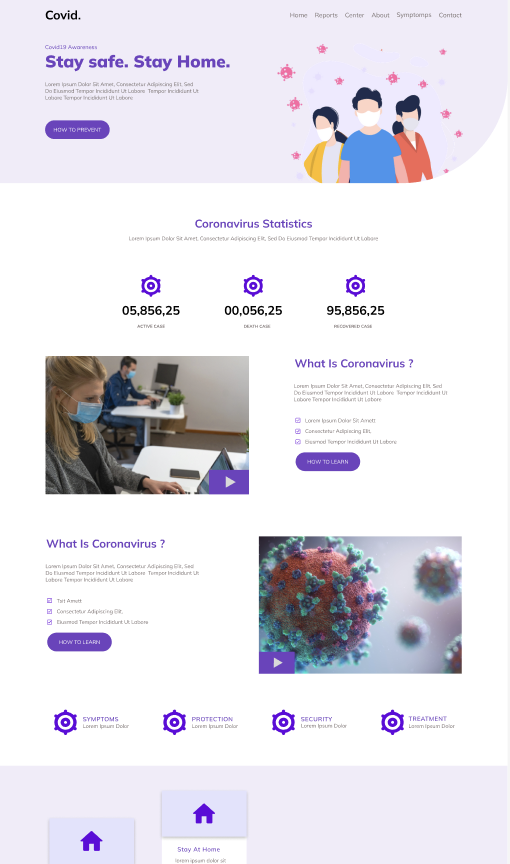 Covid.
Home Reports Center About Symptomps Contact
Covid19 Awareness
Stay safe. Stay Home.
Lorem Ipsum Dolor Sit Amet, Consectetur Adipiscing Elit, Sed
Do Eiusmod Tempor Incididunt Ut Labore Tempor Incididunt Ut
Labore Tempor Incididunt Ut Labore
HOW TO PREVENT
Coronavirus Statistics
Lorem Ipsum Dolor Sit Amet, Consectetur Adipiscing Elit, Sed Do Eiusmod Tempor Incididunt Ut Labore
05,856,25
00,056,25
95,856,25
ACTIVE CASE
DEATH CASE
RECOVERED CASE
What Is Coronavirus ?
Lorem Ipsum Dolor Sit Amet, Consectetur Adipiscing Elit, Sed
Do Eiusmod Tempor Incididunt Ut Labore Tempor Incididunt Ut
Labore Tempor Incididunt Ut Labore
Lorem Ipsum Dolor Sit Amett
Consectetur Adipiscing Elit,
Eiusmod Tempor Incididunt Ut Labore
HOW TO LEARN
What Is Coronavirus ?
Lorem Ipsum Dolor Sit Amet, Consectetur Adipiscing Elit, Sed
Do Eiusmod Tempor Incididunt Ut Labore Tempor Incididunt Ut
Labore Tempor Incididunt Ut Labore
Tsit Amett
Consectetur Adipiscing Elit,
Eiusmod Tempor Incididunt Ut Labore
HOW TO LEARN
SYMPTOMS
Lorem Ipsum Dolor
PROTECTION
Lorem Ipsum Dolor
SECURITY
Lorem Ipsum Dolor
TREATMENT
Lorem Ipsum Dolor
Stay At Home
lorem ipsum dolor sit